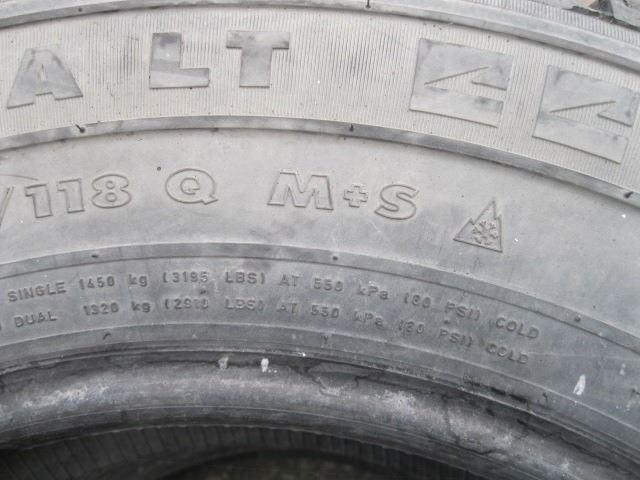 A LT
/118 Q M+S
SINGLE 1450 kg (3195 LBS) AT 550 kPa (80 PSI) COLD
DUAL 1320 kg (2910 LBS) AT 550 kPa (80 PSI) COLD